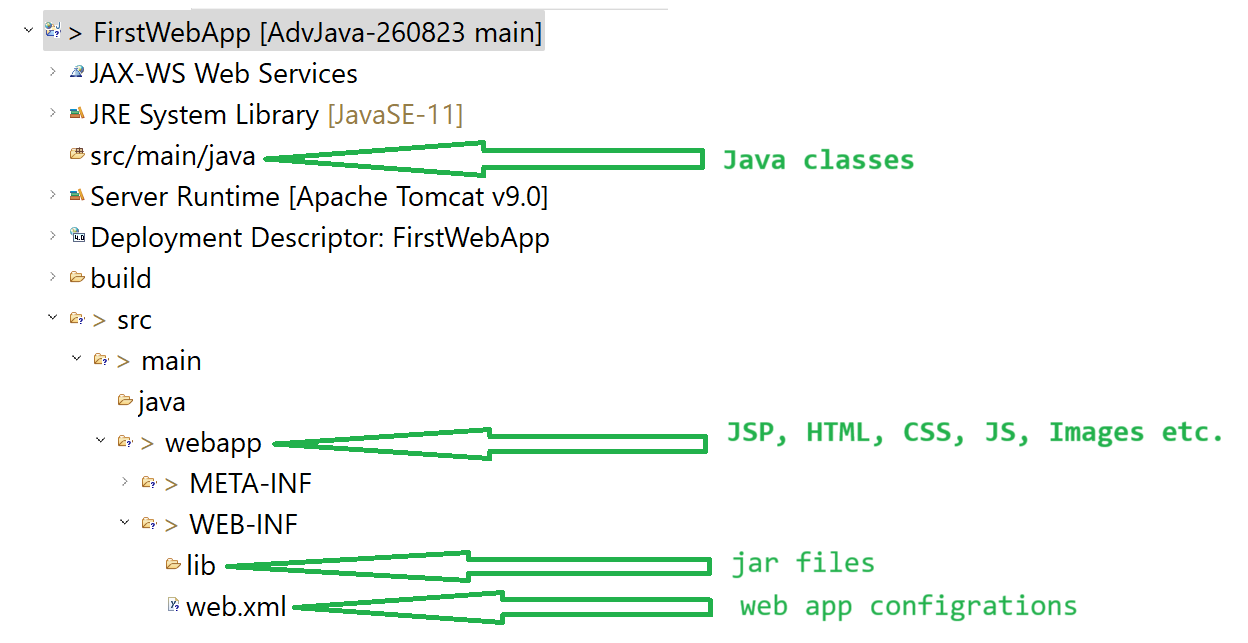 > FirstWebApp [AdvJava-260823 main]
JAX-WS Web Services
JRE System Library [JavaSE-11]
src/main/java Java classes
Server Runtime [Apache Tomcat v9.0]
Deployment Descriptor: FirstWebApp
build
> src
> main
java
> webapp JSP, HTML, CSS, JS, Images etc.
> META-INF
> WEB-INF
lib jar files
web.xml web app configrations